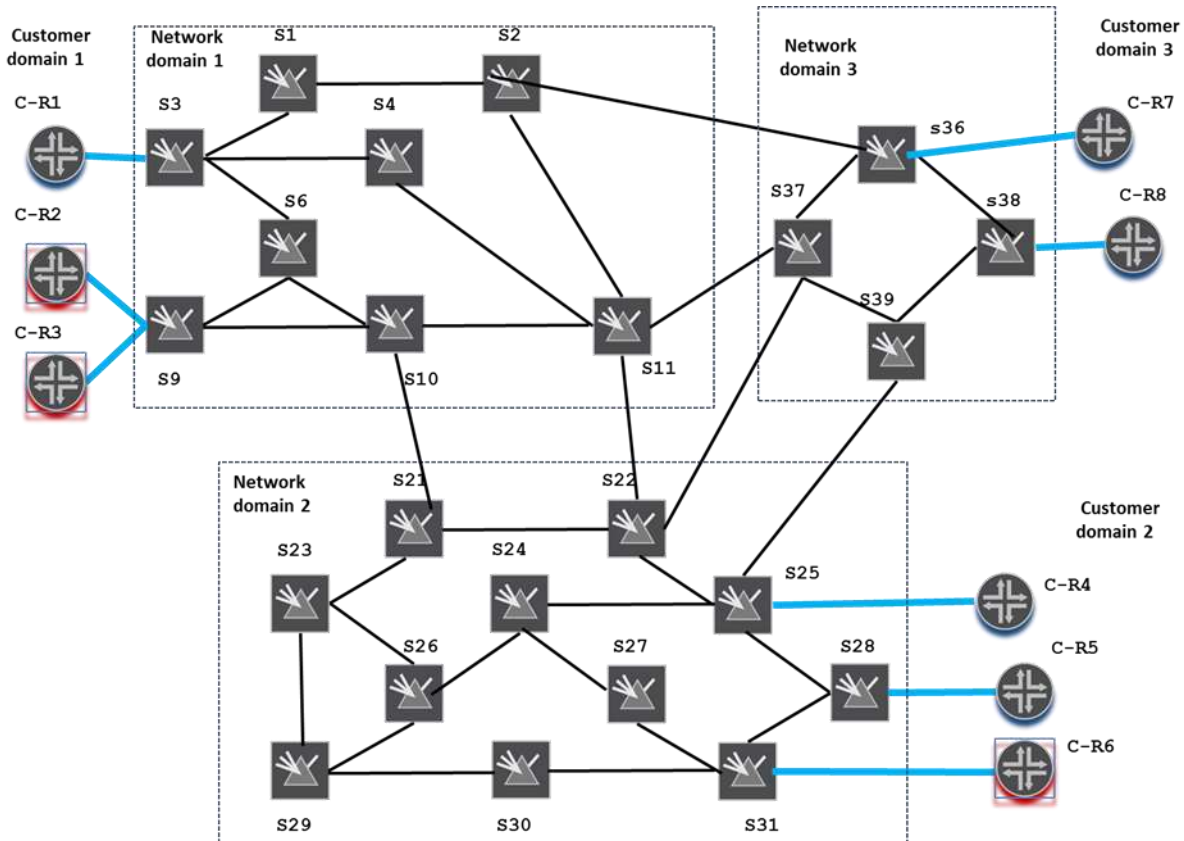 Customer
domain 1
Network
domain 1
S1
S2
Network
domain 3
Customer
domain 3
C-R1
S3
S4
s36
C-R7
C-R2
S6
S37
s38
C-R8
C-R3
S39
S9
S10
S11
Network
domain 2
S21
S22
Customer
domain 2
S23
S24
S25
C-R4
S26
S27
S28
C-R5
C-R6
S29
S30
S31